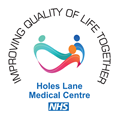 IMPROVING QUALITY OF LIFE TOGETHER
Holes Lane
Medical Centre
NHS